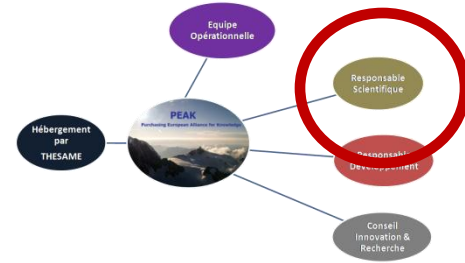 Equipe
Opérationnelle
Responsable
Scientifique
PEAK
Purchasing European Alliance for Knowledge
Hébergement
par
THESAME
Responsable
Développement
Conseil
Innovation &
Recherche